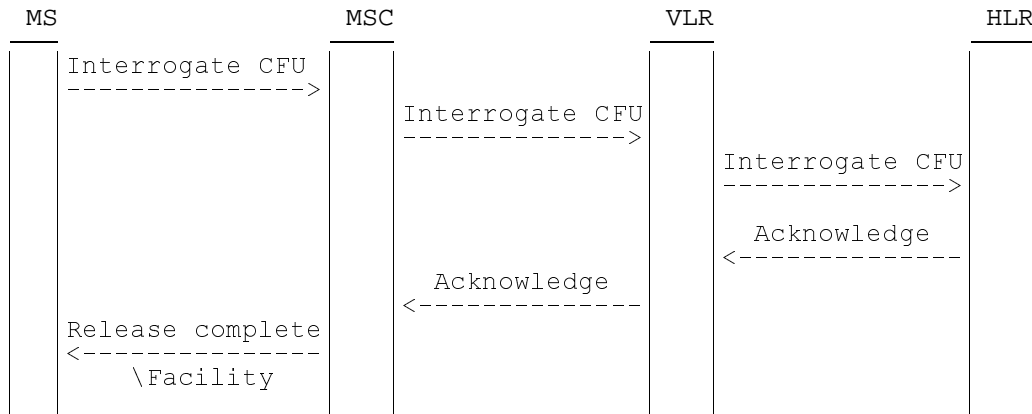 MS MSC VLR HLR
Interrogate CFU
--------------->
Interrogate CFU
-------------->
Interrogate CFU
-------------->
Acknowledge
<--------------
Acknowledge
<--------------
Release complete
<---------------
\Facility